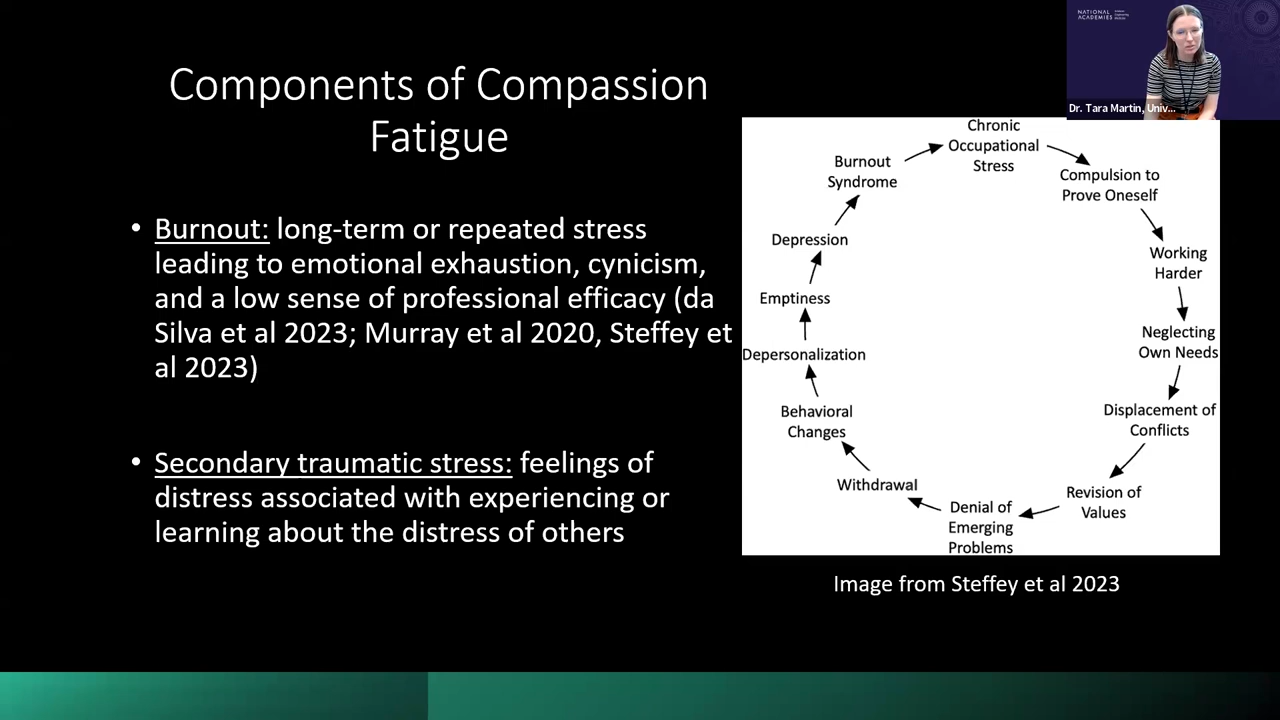 Components of Compassion
Fatigue
• Burnout: long-term or repeated stress
leading to emotional exhaustion, cynicism,
and a low sense of professional efficacy (da
Silva et al 2023; Murray et al 2020, Steffey et
al 2023)
• Secondary traumatic stress: feelings of
distress associated with experiencing or
learning about the distress of others
NATIONAL
ACADEMIES
Dr. Tara Martin, Univ...
Chronic
Occupational
Stress
Compulsion to
Prove Oneself
Working
Harder
Neglecting
Own Needs
Displacement of
Conflicts
Revision of
Values
Denial of
Emerging
Problems
Withdrawal
Behavioral
Changes
Depersonalization
Emptiness
Depression
Burnout
Syndrome
Image from Steffey et al 2023